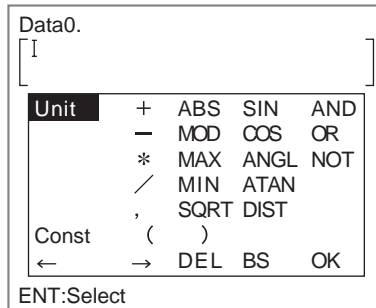 Data0.
Unit + ABS SIN AND
− MOD COS OR
* MAX ANGL NOT
／ MIN ATAN
, SQRT DIST
Const ( )
← → DEL BS OK
ENT:Select